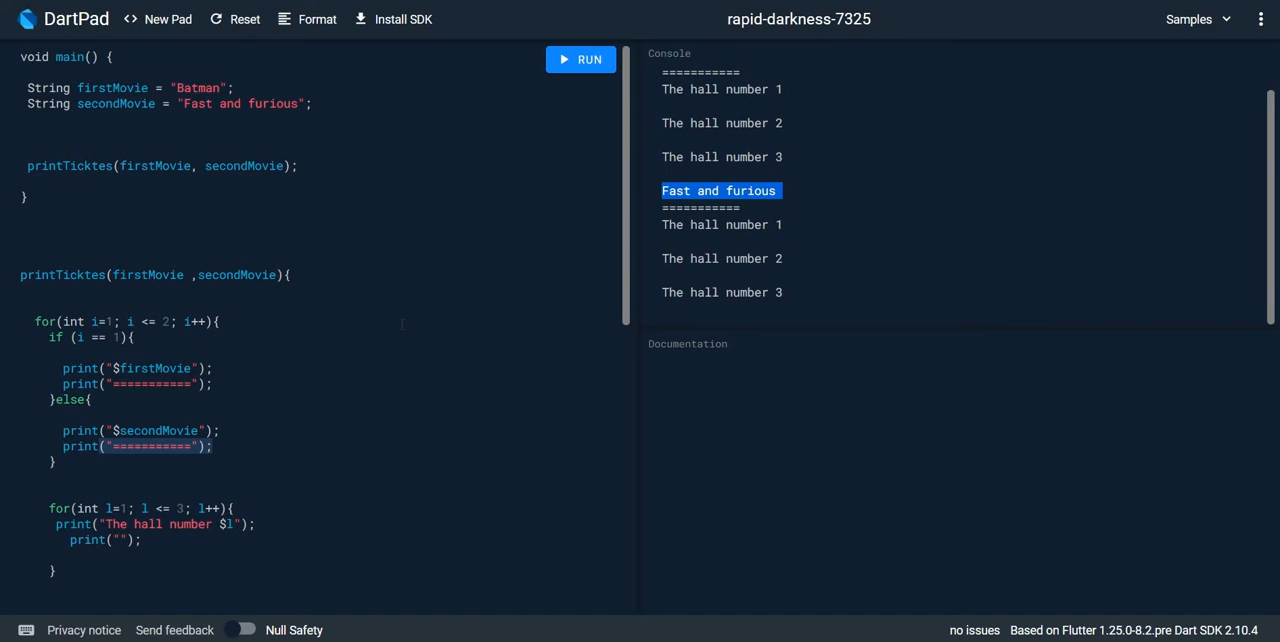 DartPad <> New Pad Reset Format Install SDK rapid-darkness-7325 Samples
void main() {
String firstMovie = "Batman";
String secondMovie = "Fast and furious";
printTicktes(firstMovie, secondMovie);
}
printTicktes(firstMovie ,secondMovie){
for(int i=1; i <= 2; i++){
if (i == 1){
print("$firstMovie");
print("===========");
}else{
print("$secondMovie");
print("===========");
}
for(int l=1; l <= 3; l++){
print("The hall number $l");
print("");
}
RUN
Console
===========
The hall number 1
The hall number 2
The hall number 3
Fast and furious
===========
The hall number 1
The hall number 2
The hall number 3
Documentation
Privacy notice Send feedback Null Safety no issues Based on Flutter 1.25.0-8.2.pre Dart SDK 2.10.4